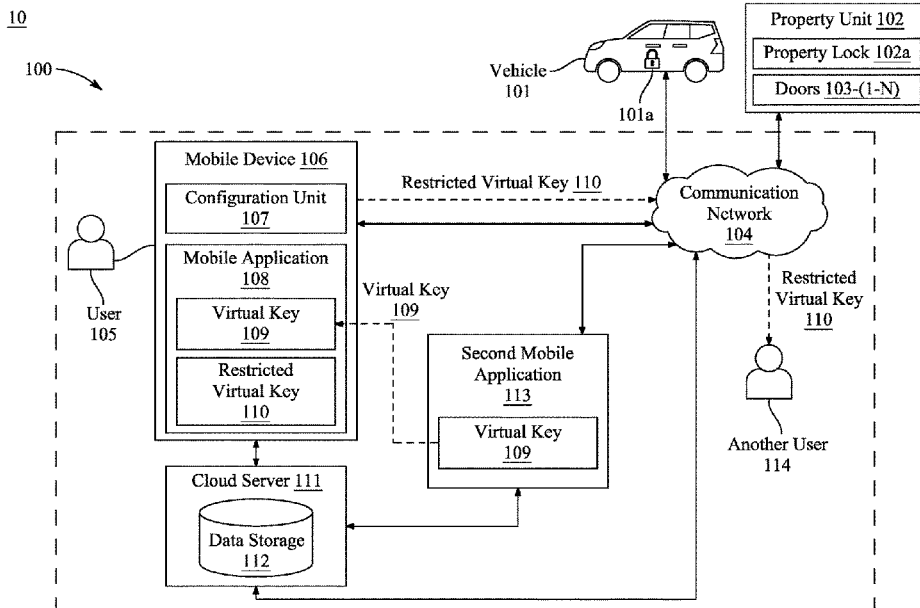 10
100
Vehicle
101
101a
Property Unit 102
Property Lock 102a
Doors 103-(1-N)
Mobile Device 106
Configuration Unit
107
Mobile Application
108
Virtual Key
109
Restricted
Virtual Key
110
User
105
Restricted Virtual Key 110
Communication
Network
104
Virtual Key
109
Second Mobile
Application
113
Virtual Key
109
Restricted
Virtual Key
110
Another User
114
Cloud Server 111
Data Storage
112